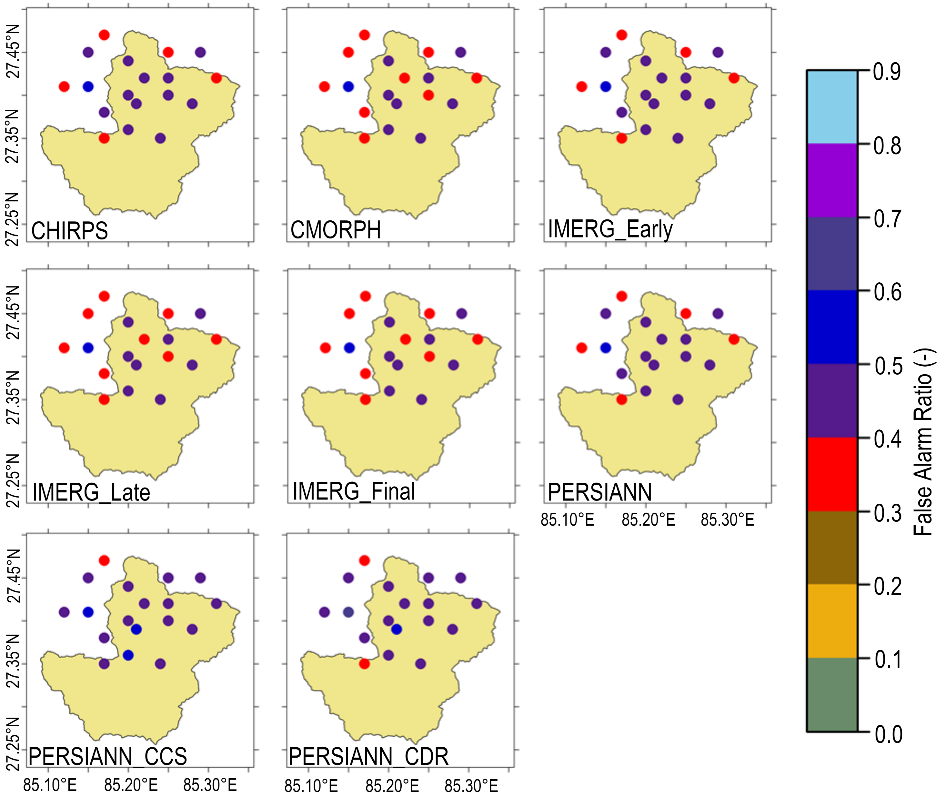 27.45°N
27.35°N
27.25°N
CHIRPS
CMORPH
IMERG_Early
27.45°N
27.35°N
27.25°N
IMERG_Late
IMERG_Final
PERSIANN
85.10°E 85.20°E 85.30°E
27.45°N
27.35°N
27.25°N
PERSIANN_CCS
PERSIANN_CDR
85.10°E 85.20°E 85.30°E
85.10°E 85.20°E 85.30°E
0.9
0.8
0.7
0.6
0.5
0.4
0.3
0.2
0.1
0.0
False Alarm Ratio (-)